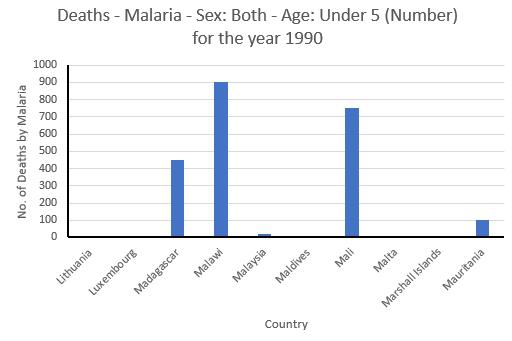 Deaths - Malaria - Sex: Both - Age: Under 5 (Number)
for the year 1990
1000
900
800
700
600
500
400
300
200
100
0
No. of Deaths by Malaria
Lithuania
Luxembourg
Madagascar
Malawi
Malaysia
Maldives
Mali
Malta
Marshall Islands
Mauritania
Country